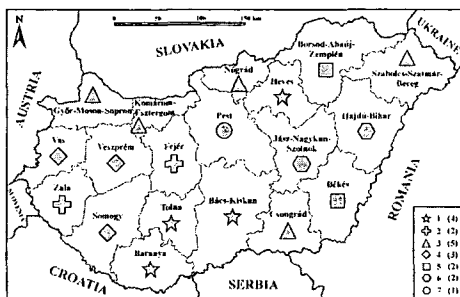 N
0 50 100 150 km
SLOVAKIA
UKRAINE
AUSTRIA
Borsod-Abaúj-
Zemplén
Nógrád
Heves
Szabolcs-Szatmár-
Bereg
Győr-Moson-Sopron
Komárom-
Esztergom
Pest
Hajdu-Bihar
Vas
Veszprém
Fejér
Jász-Nagykun-
Szolnok
Zala
Békés
ROMANIA
Somogy
Tolna
Bács-Kiskun
Csongrád
Baranya
CROATIA
SERBIA
1 (4)
2 (2)
3 (5)
4 (3)
5 (2)
6 (2)
7 (1)